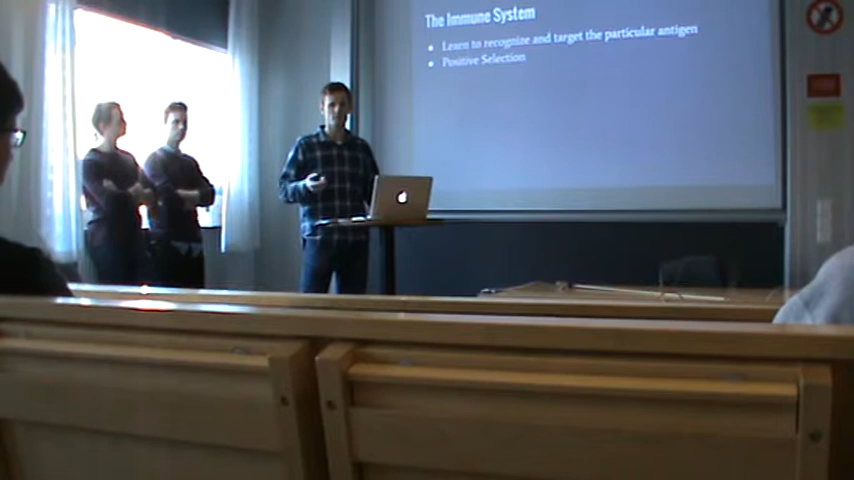 The Immune System
Learn to recognize and target the particular antigen
Positive Selection